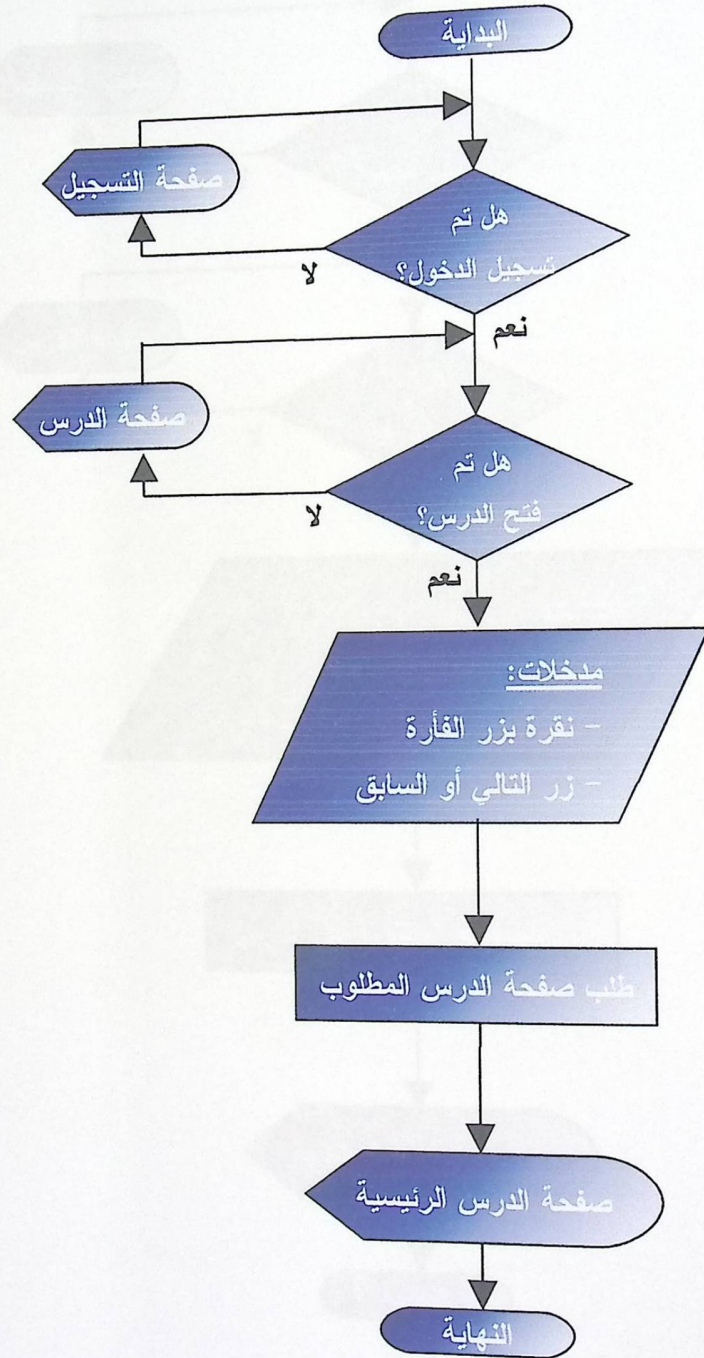 البداية
صفحة التسجيل
هل تم
تسجيل الدخول؟
لا
نعم
صفحة الدرس
هل تم
فتح الدرس؟
لا
نعم
مدخلات:
- نقرة بزر الفأرة
- زر التالي أو السابق
طلب صفحة الدرس المطلوب
صفحة الدرس الرئيسية
النهاية